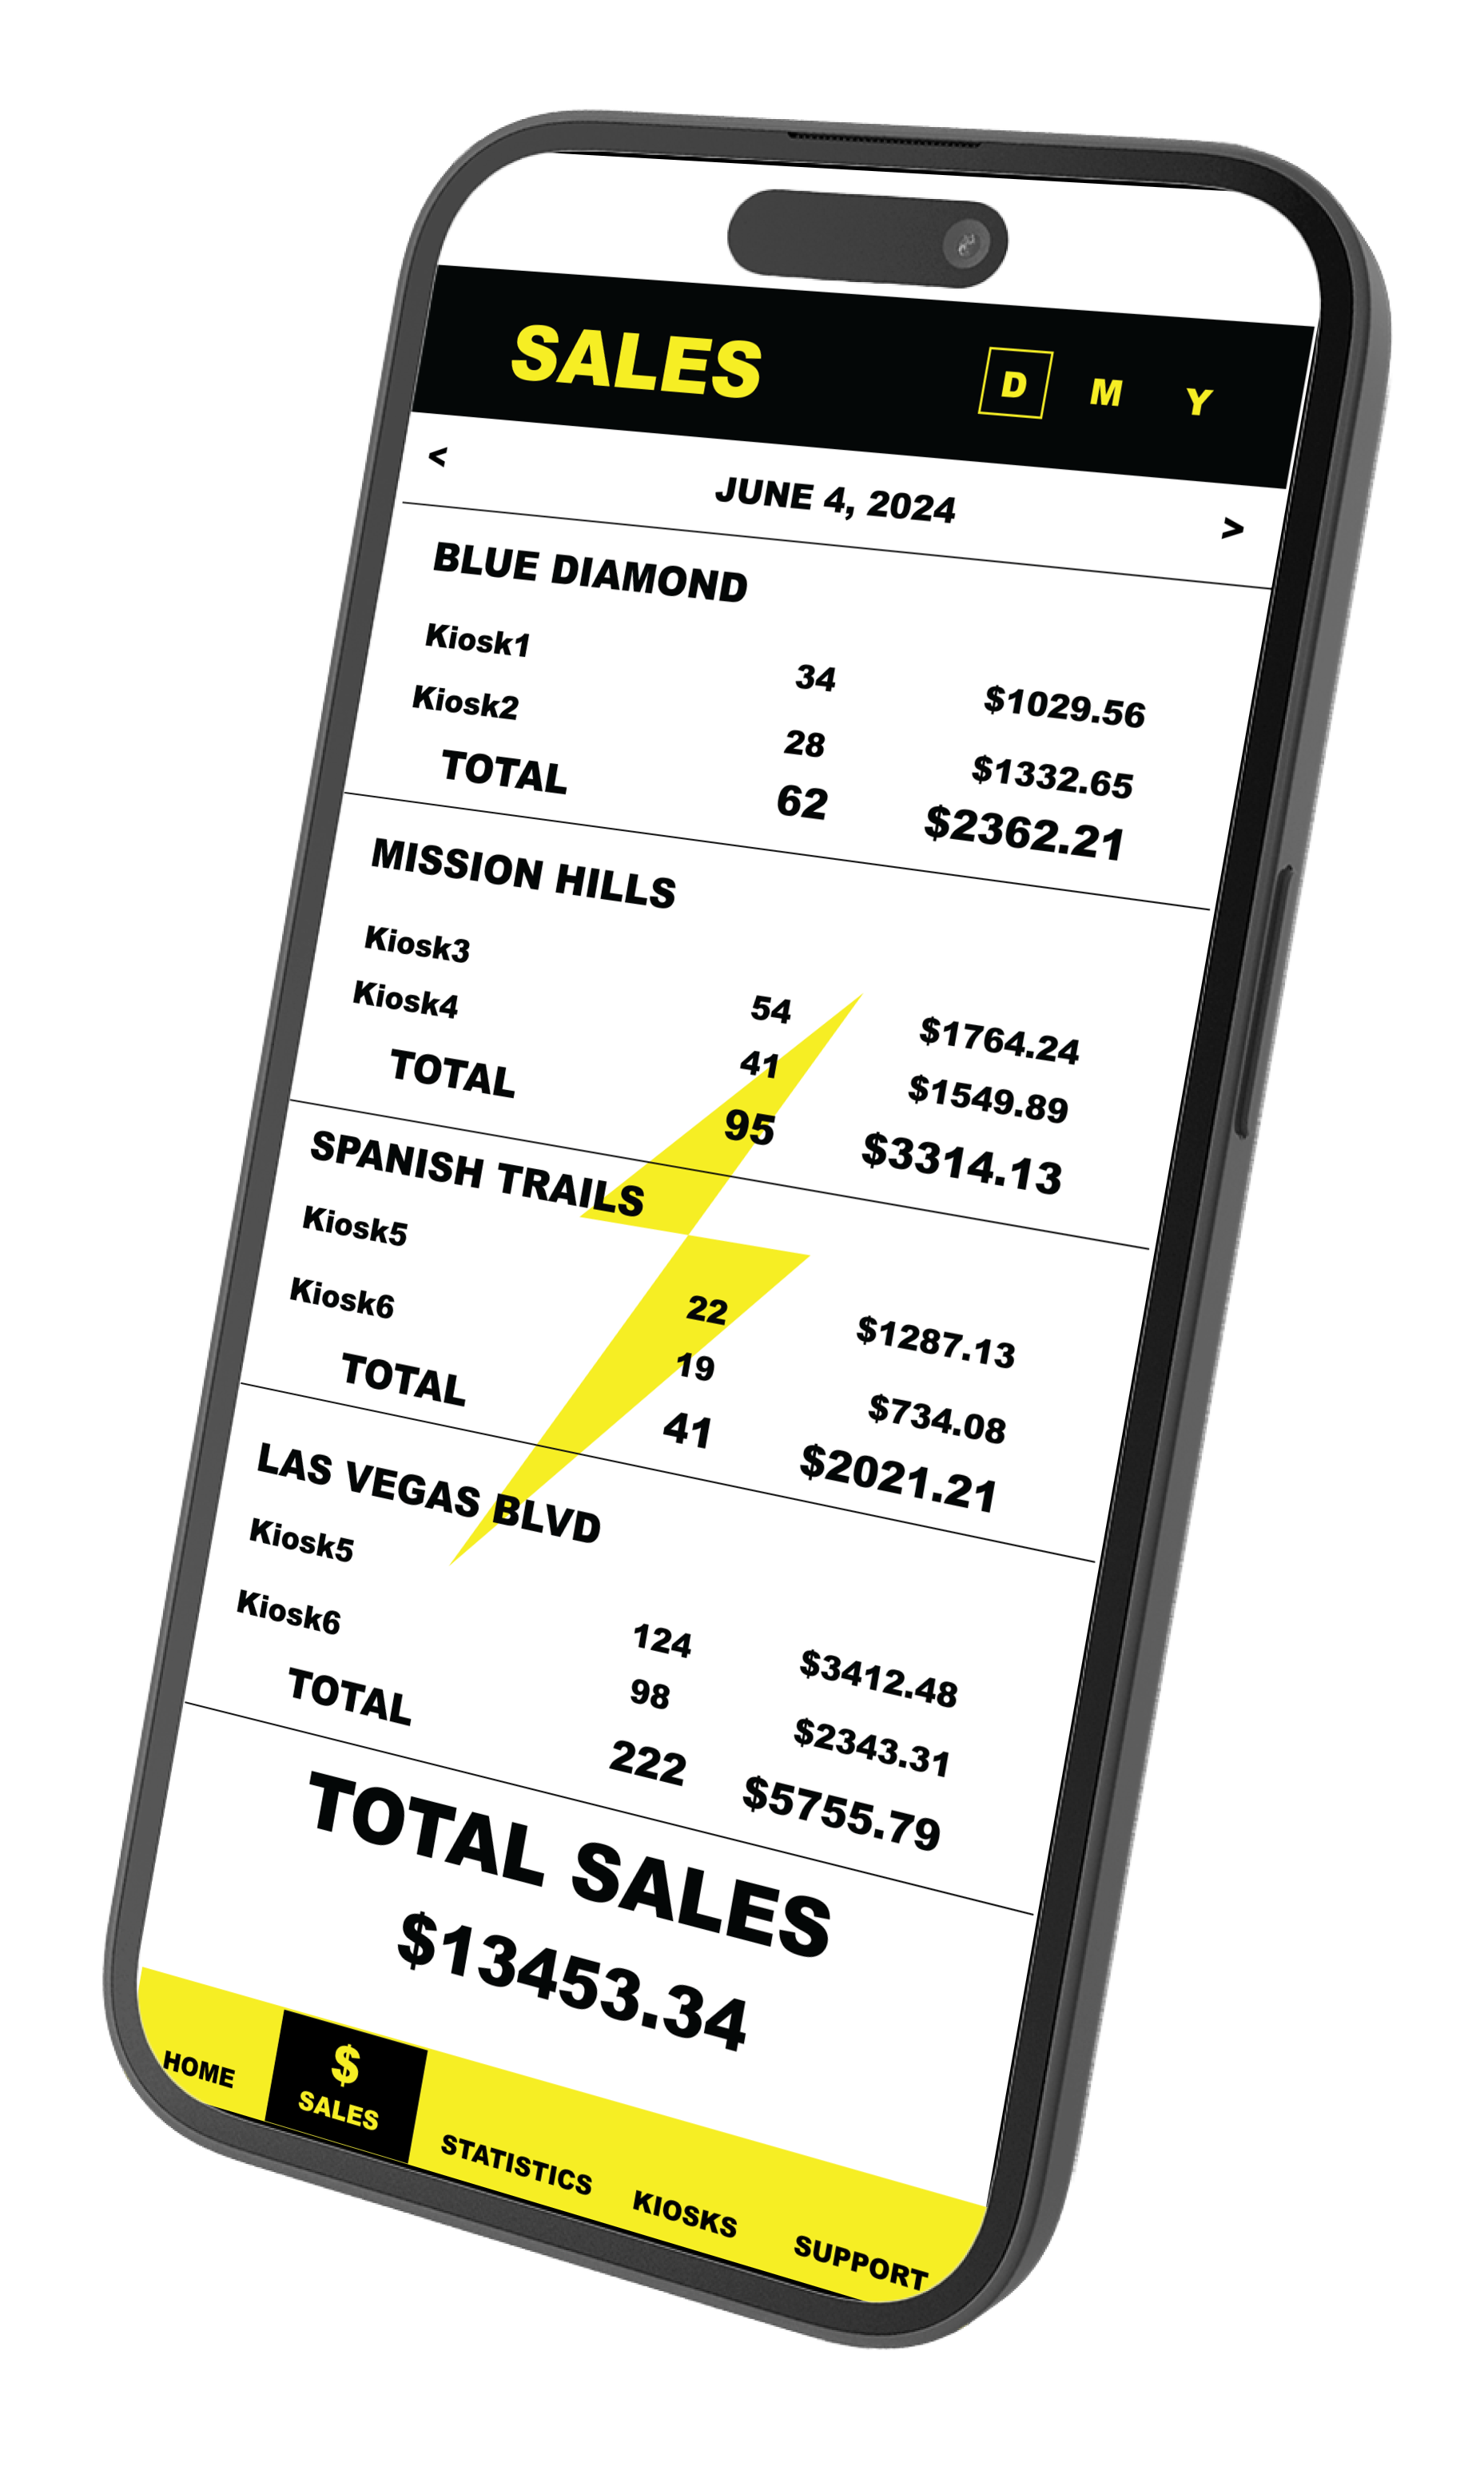 SALES D M Y
< JUNE 4, 2024 >
BLUE DIAMOND
Kiosk1 34 $1029.56
Kiosk2 28 $1332.65
TOTAL 62 $2362.21
MISSION HILLS
Kiosk3 54 $1764.24
Kiosk4 41 $1549.89
TOTAL 95 $3314.13
SPANISH TRAILS
Kiosk5 22 $1287.13
Kiosk6 19 $734.08
TOTAL 41 $2021.21
LAS VEGAS BLVD
Kiosk5 124 $3412.48
Kiosk6 98 $2343.31
TOTAL 222 $5755.79
TOTAL SALES
$13453.34
HOME $ SALES STATISTICS KIOSKS SUPPORT